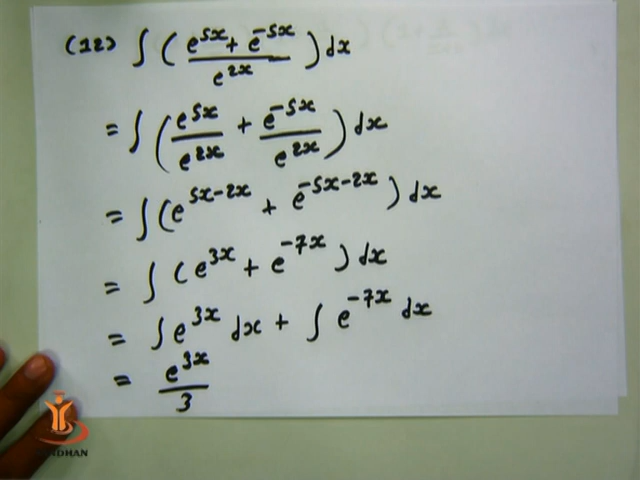 (12) ∫ ( (e^5x + e^-5x) / e^2x ) dx
= ∫ ( e^5x / e^2x + e^-5x / e^2x ) dx
= ∫ (e^5x-2x + e^-5x-2x) dx
= ∫ (e^3x + e^-7x) dx
= ∫ e^3x dx + ∫ e^-7x dx
= e^3x / 3